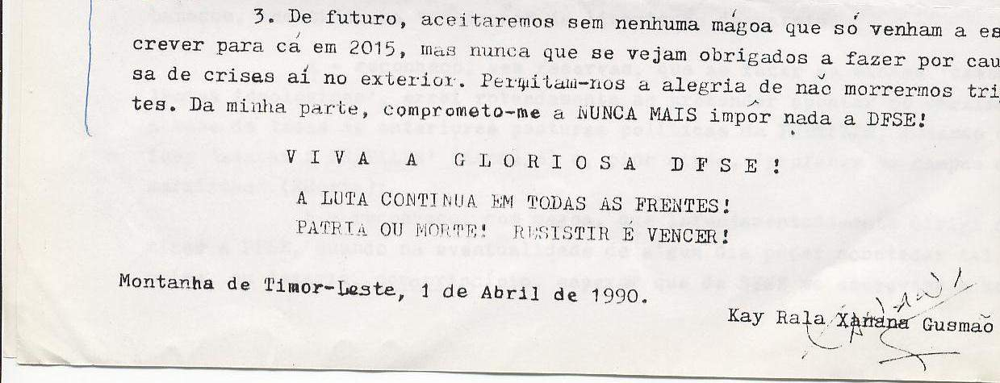 3. De futuro, aceitaremos sem nenhuma mágoa que só venham a es
crever para cá em 2015, mas nunca que se vejam obrigados a fazer por cau
sa de crises aí no exterior. Permitam-nos a alegria de não morrermos tri
tes. Da minha parte, comprometo-me a NUNCA MAIS impôr nada a DFSE!
V I V A   A   G L O R I O S A   D F S E !
A LUTA CONTINUA EM TODAS AS FRENTES!
PATRIA OU MORTE!  RESISTIR É VENCER!
Montanha de Timor-Leste, 1 de Abril de 1990.
Kay Rala Xanana Gusmão